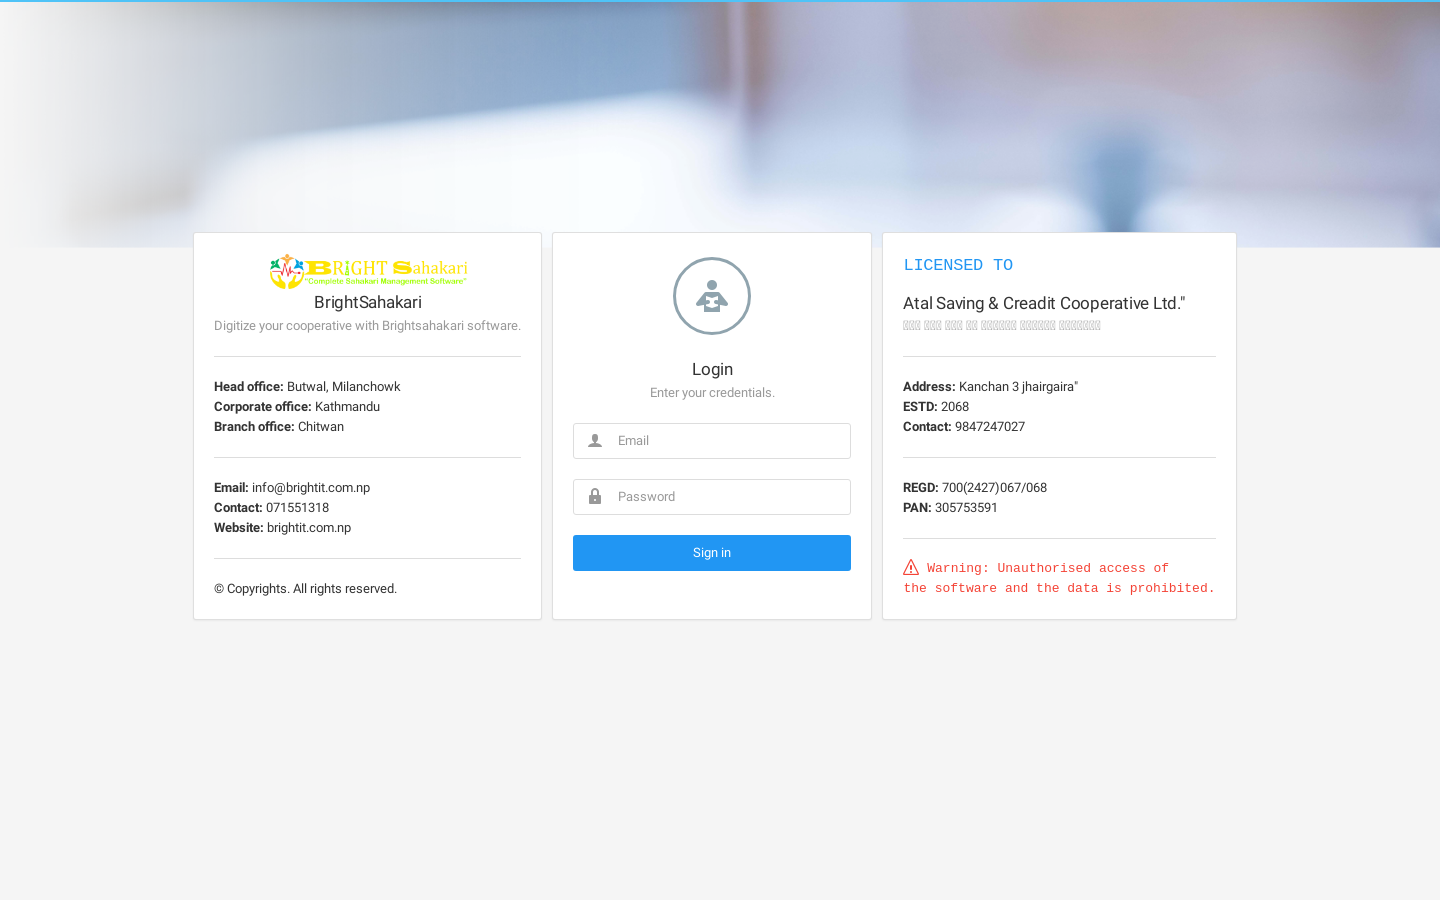 BRIGHT Sahakari
"Complete Sahakari Management Software"
BrightSahakari
Digitize your cooperative with Brightsahakari software.
Head office: Butwal, Milanchowk
Corporate office: Kathmandu
Branch office: Chitwan
Email: info@brightit.com.np
Contact: 071551318
Website: brightit.com.np
© Copyrights. All rights reserved.
Login
Enter your credentials.
Email
Password
Sign in
LICENSED TO
Atal Saving & Creadit Cooperative Ltd."
Address: Kanchan 3 jhairgaira"
ESTD: 2068
Contact: 9847247027
REGD: 700(2427)067/068
PAN: 305753591
Warning: Unauthorised access of
the software and the data is prohibited.